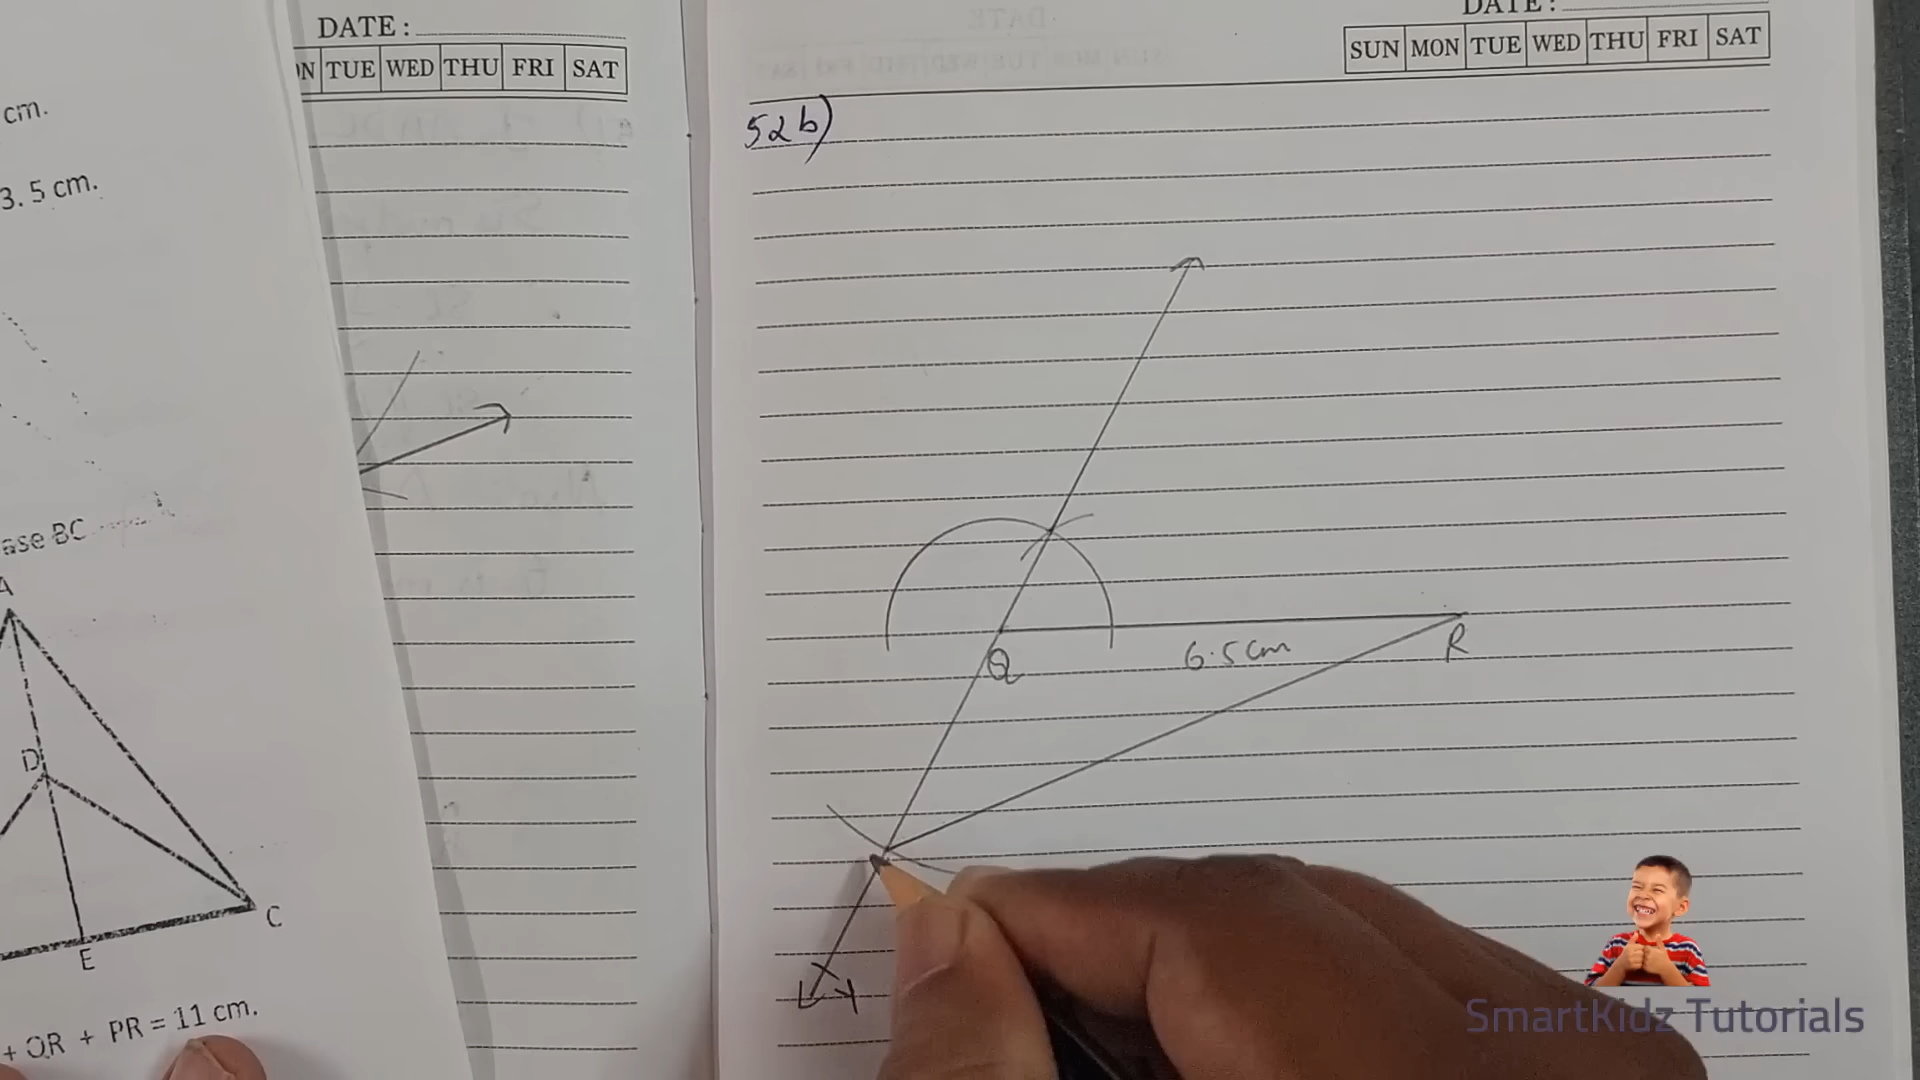 cm.
3. 5 cm.
ase BC
A
D
C
E
+ QR + PR = 11 cm.
DATE :
N TUE WED THU FRI SAT
DATE :
SUN MON TUE WED THU FRI SAT
52b)
Q
6.5cm
R
SmartKidz Tutorials